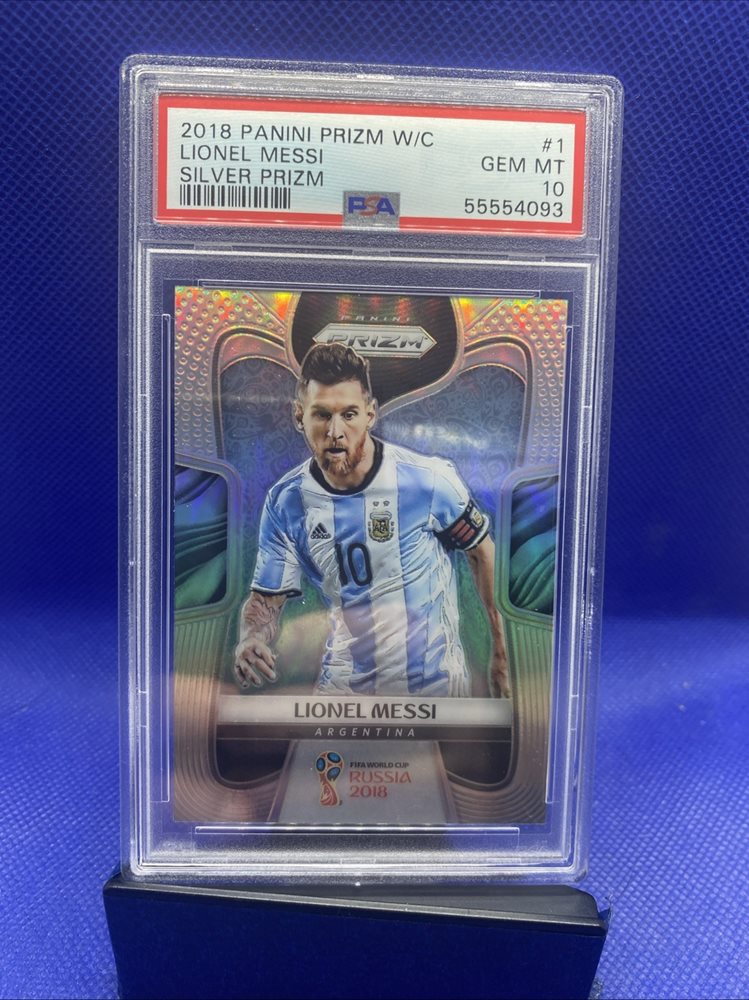 2018 PANINI PRIZM W/C #1
LIONEL MESSI GEM MT
SILVER PRIZM 10
PSA 55554093
PANINI
PRIZM
adidas
10
LIONEL MESSI
ARGENTINA
FIFA WORLD CUP
RUSSIA
2018